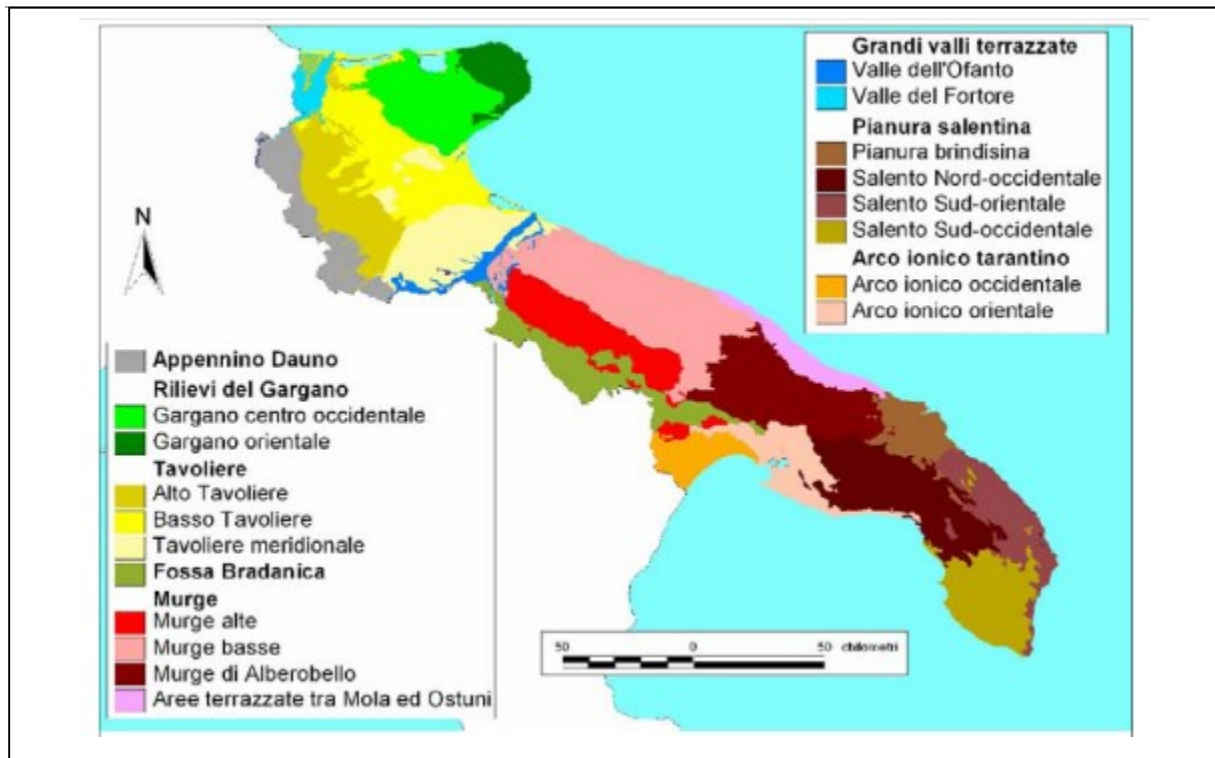 Grandi valli terrazzate
Valle dell'Ofanto
Valle del Fortore
Pianura salentina
Pianura brindisina
Salento Nord-occidentale
Salento Sud-orientale
Salento Sud-occidentale
Arco ionico tarantino
Arco ionico occidentale
Arco ionico orientale
N
Appennino Dauno
Rilievi del Gargano
Gargano centro occidentale
Gargano orientale
Tavoliere
Alto Tavoliere
Basso Tavoliere
Tavoliere meridionale
Fossa Bradanica
Murge
Murge alte
Murge basse
Murge di Alberobello
Aree terrazzate tra Mola ed Ostuni
50 0 50 chilometri